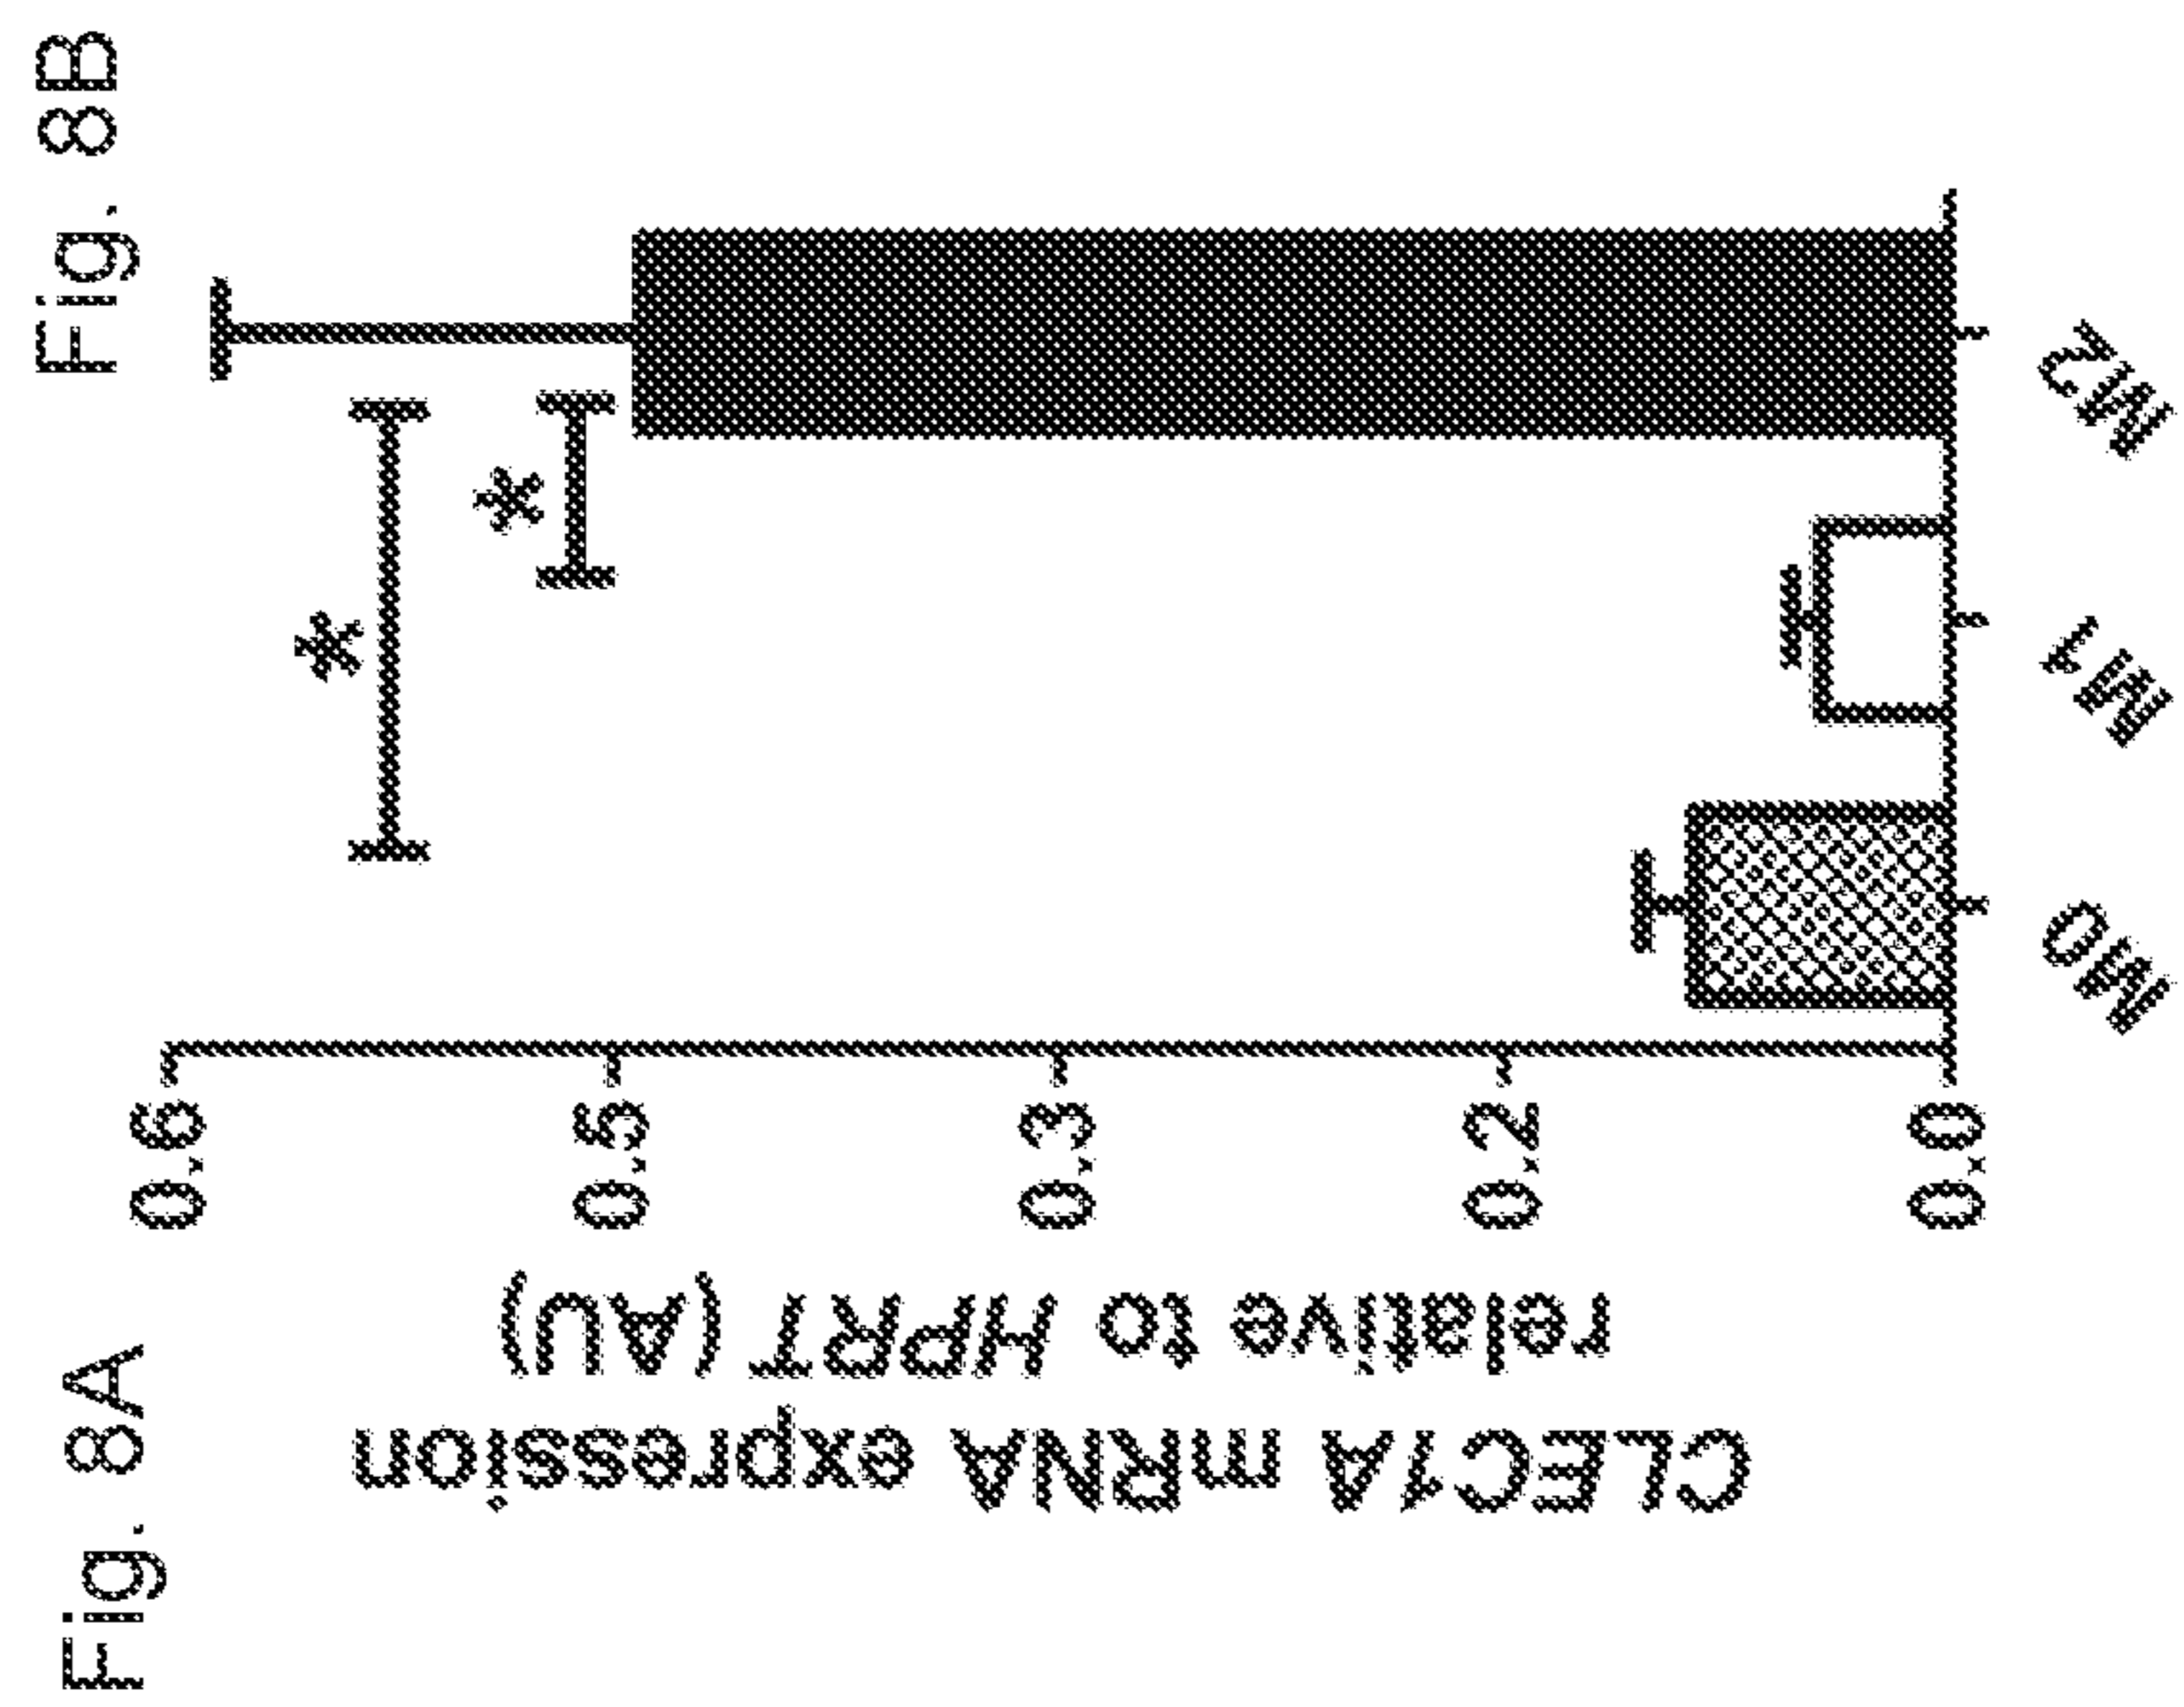 Fig. 8A
Fig. 8B
CLEC1A mRNA expression
relative to HPRT (AU)
0.6
0.5
0.3
0.2
0.0
*
*
M0
M1
M2